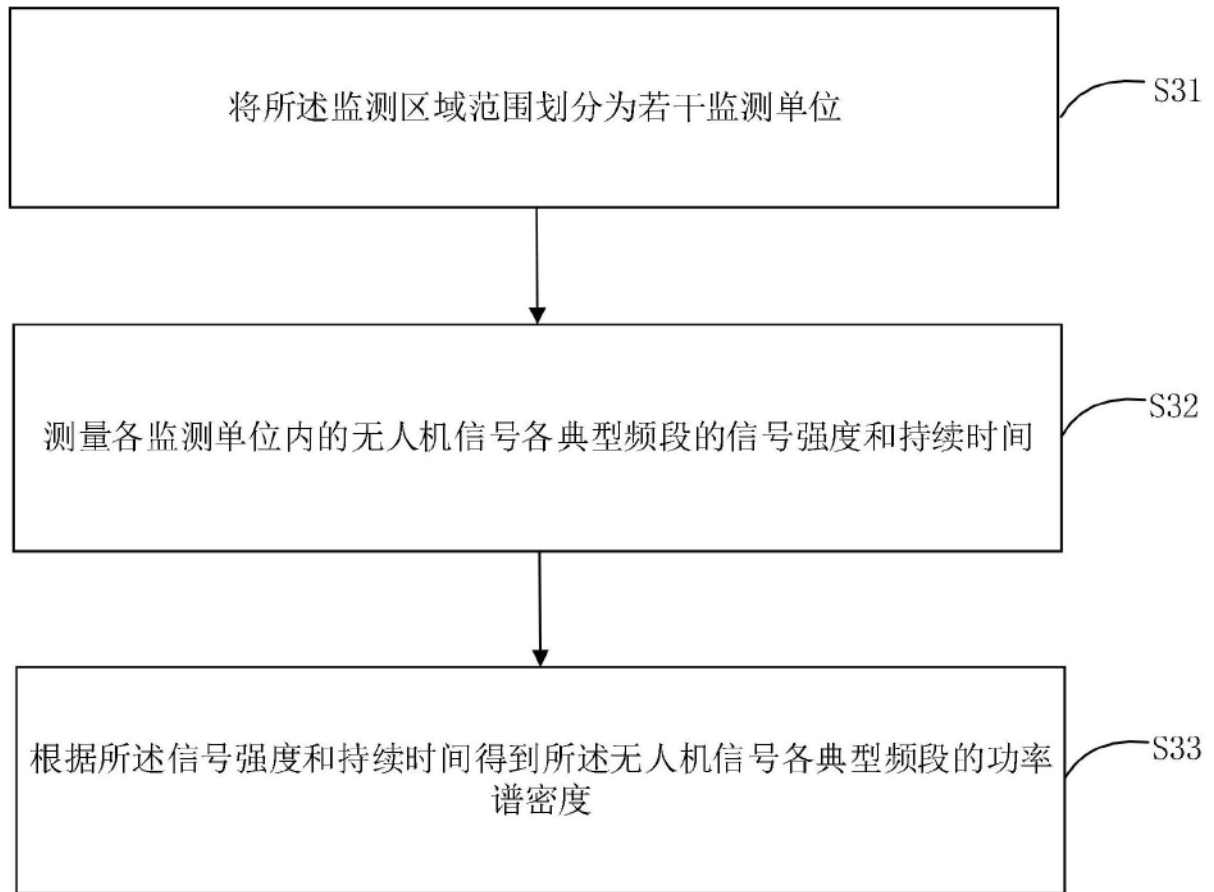 将所述监测区域范围划分为若干监测单位
S31
测量各监测单位内的无人机信号各典型频段的信号强度和持续时间
S32
根据所述信号强度和持续时间得到所述无人机信号各典型频段的功率
谱密度
S33